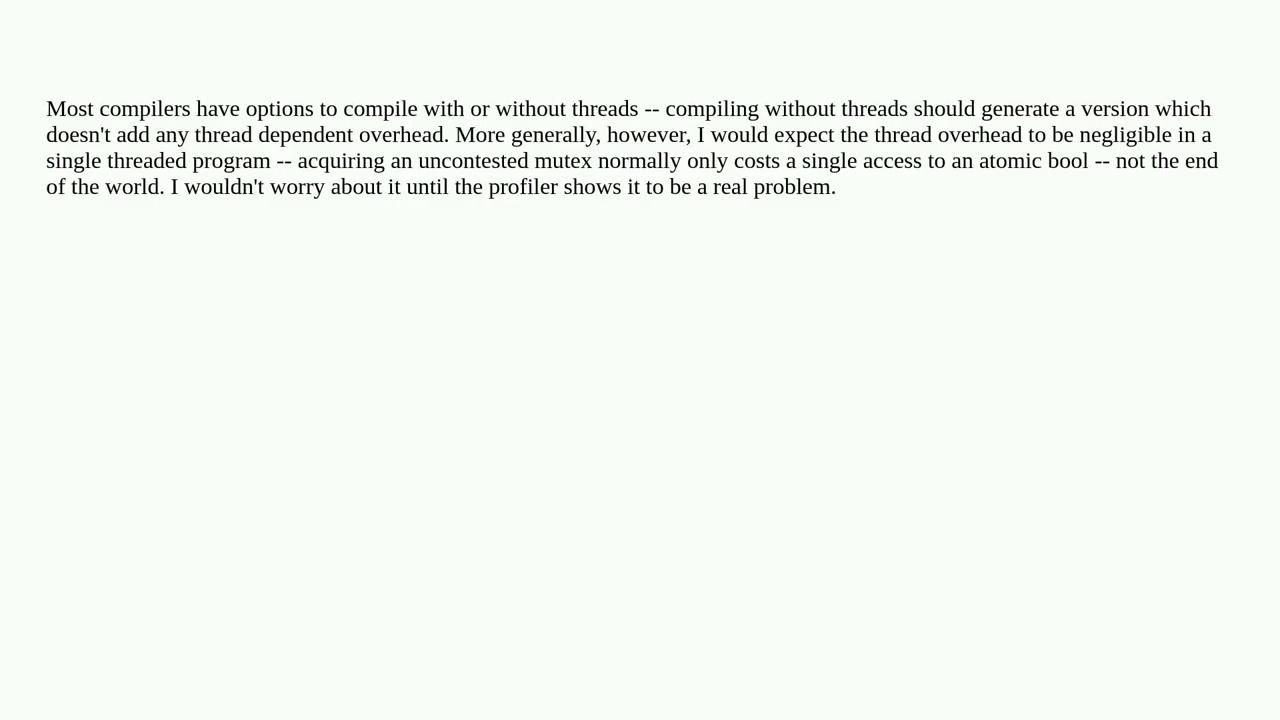 Most compilers have options to compile with or without threads -- compiling without threads should generate a version which
doesn't add any thread dependent overhead. More generally, however, I would expect the thread overhead to be negligible in a
single threaded program -- acquiring an uncontested mutex normally only costs a single access to an atomic bool -- not the end
of the world. I wouldn't worry about it until the profiler shows it to be a real problem.